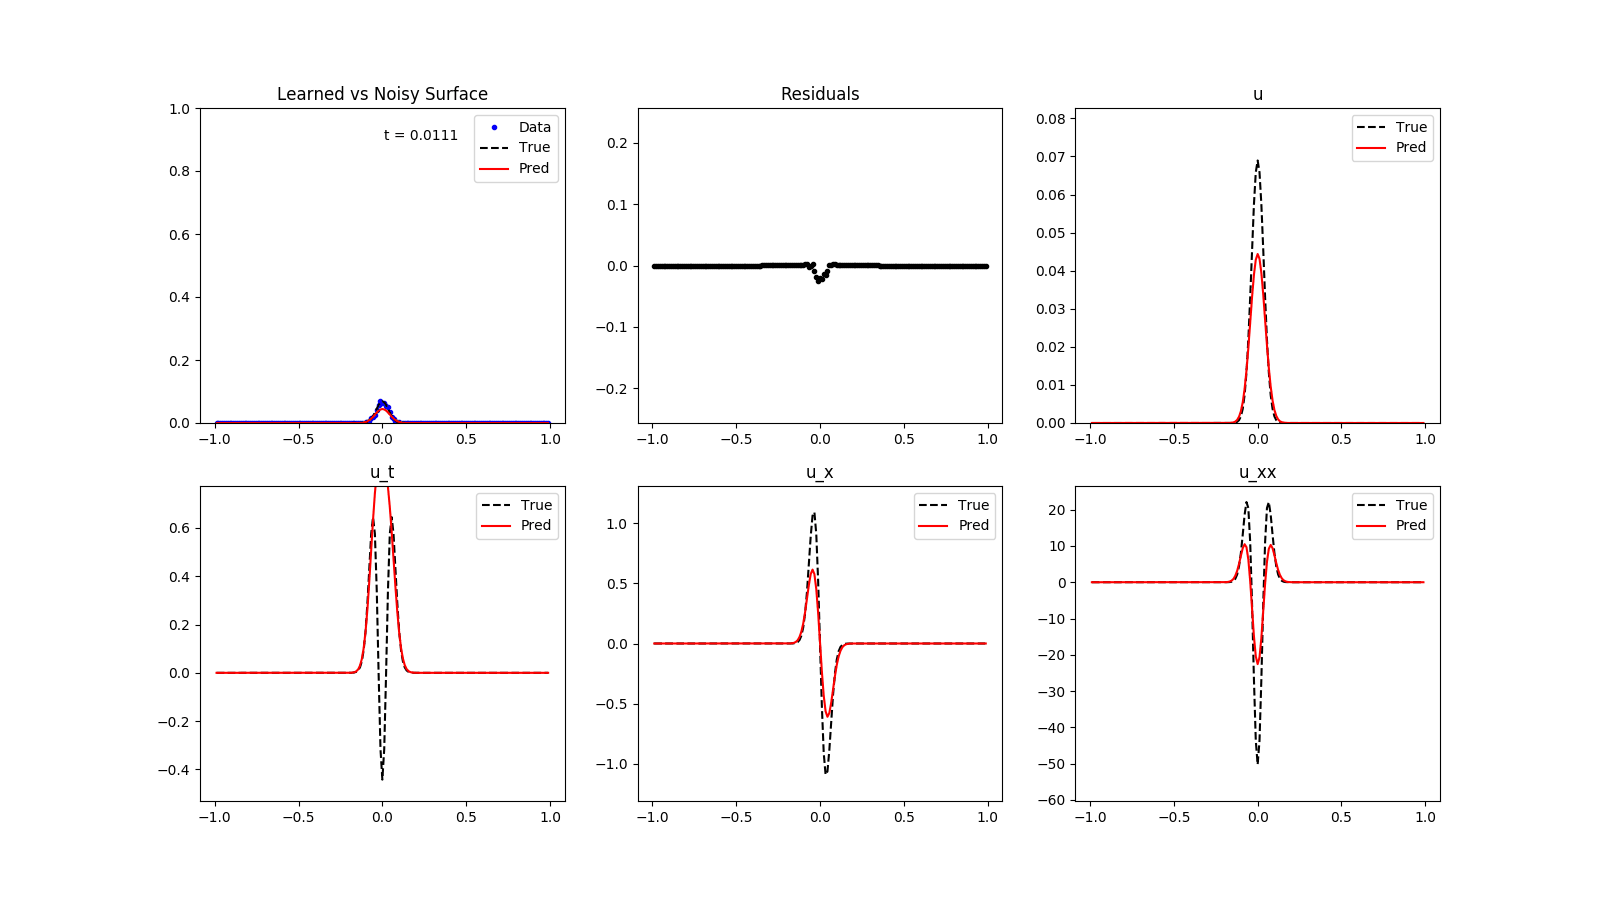 Learned vs Noisy Surface
1.0
0.8
0.6
0.4
0.2
0.0
−1.0 −0.5 0.0 0.5 1.0
t = 0.0111
Data
True
Pred
Residuals
0.2
0.1
0.0
−0.1
−0.2
−1.0 −0.5 0.0 0.5 1.0
u
0.08
0.07
0.06
0.05
0.04
0.03
0.02
0.01
0.00
−1.0 −0.5 0.0 0.5 1.0
True
Pred
u_t
0.6
0.4
0.2
0.0
−0.2
−0.4
−1.0 −0.5 0.0 0.5 1.0
True
Pred
u_x
1.0
0.5
0.0
−0.5
−1.0
−1.0 −0.5 0.0 0.5 1.0
True
Pred
u_xx
20
10
0
−10
−20
−30
−40
−50
−60
−1.0 −0.5 0.0 0.5 1.0
True
Pred